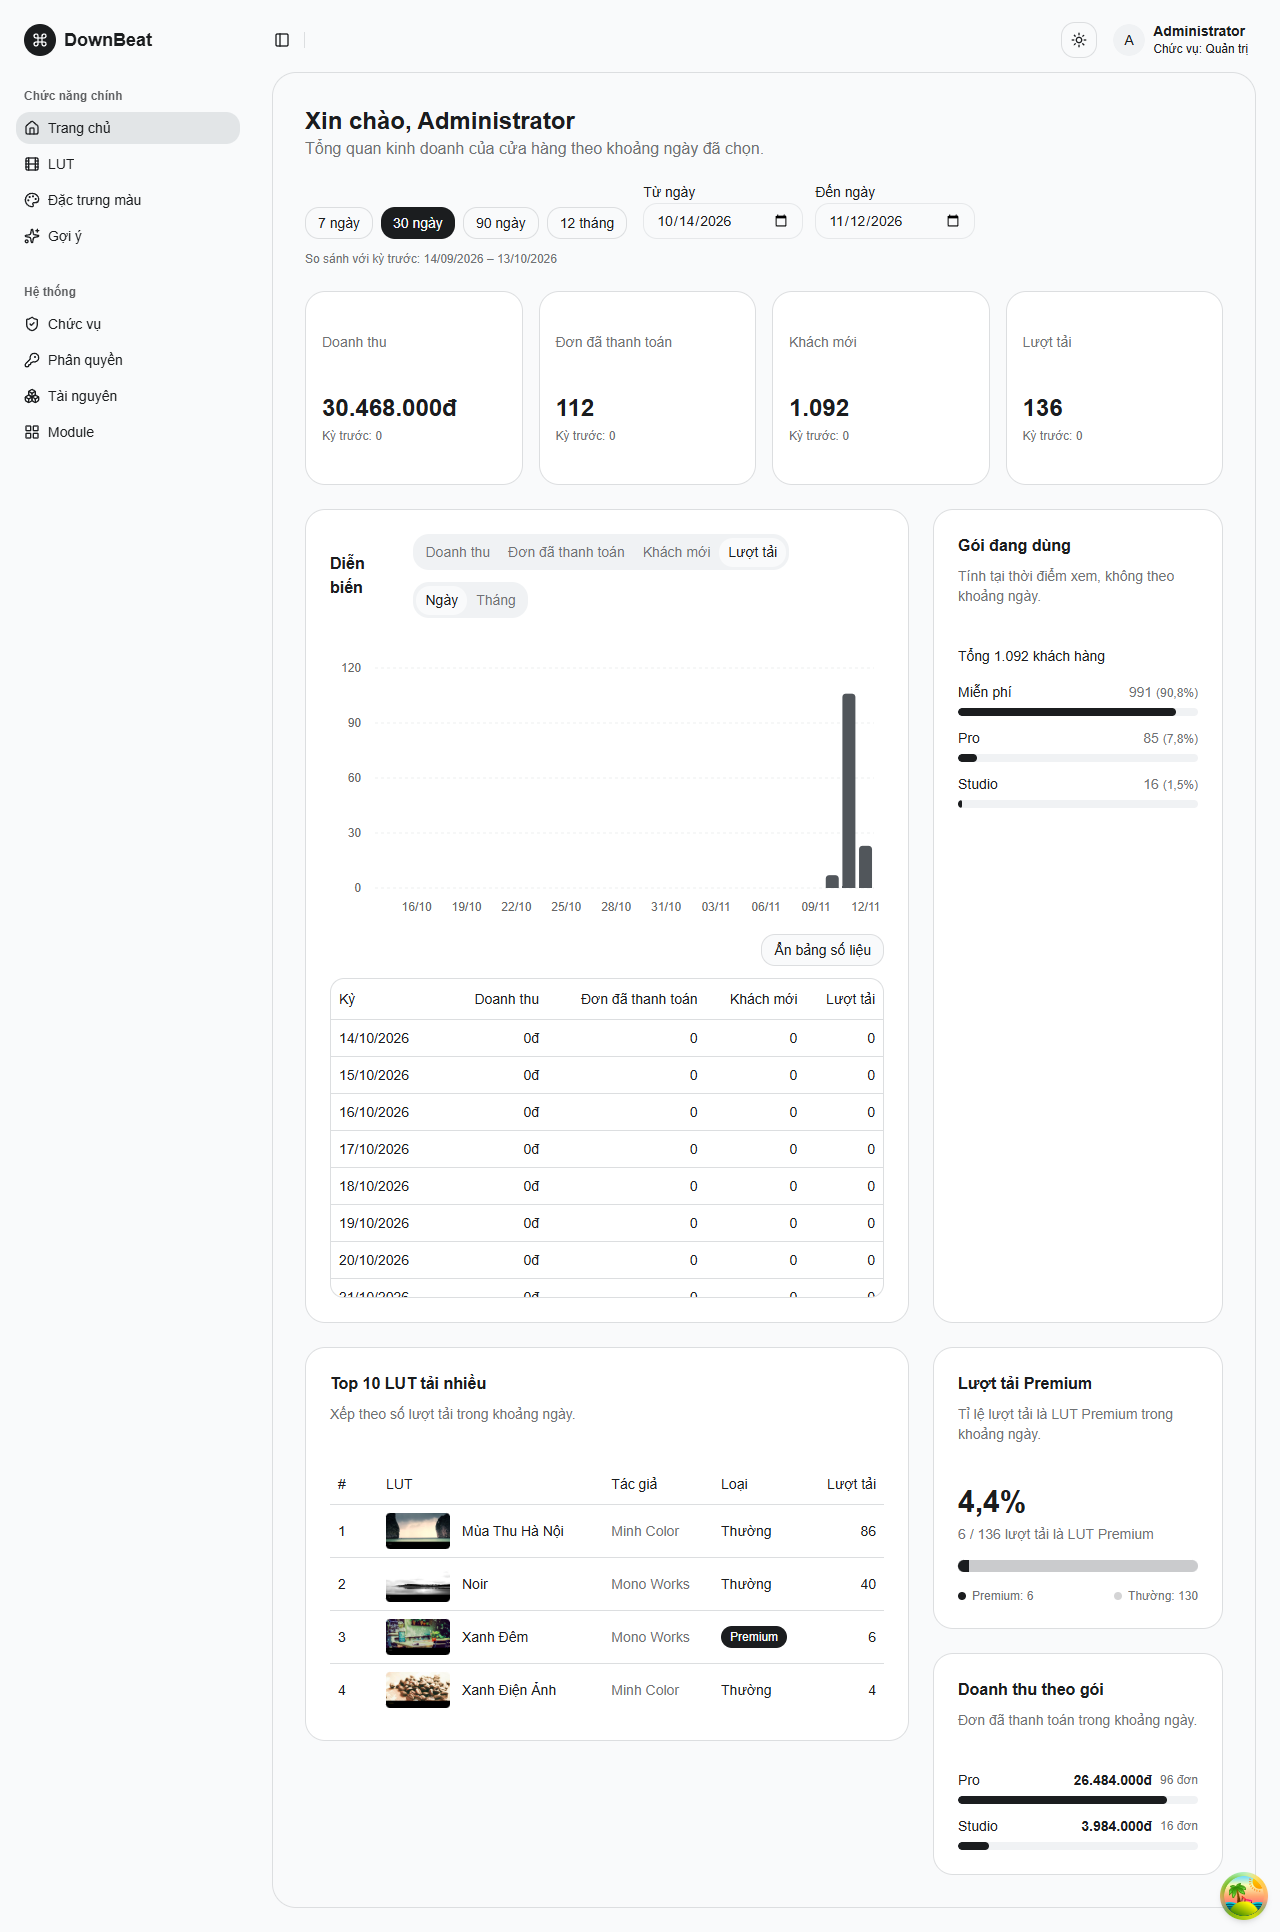 DownBeat
Administrator
A
Chức vụ: Quản trị
Chức năng chính
Trang chủ
LUT
Đặc trưng màu
Gợi ý
Hệ thống
Chức vụ
Phân quyền
Tài nguyên
Module
Xin chào, Administrator
Tổng quan kinh doanh của cửa hàng theo khoảng ngày đã chọn.
Từ ngày
Đến ngày
7 ngày
30 ngày
90 ngày
12 tháng
10/14/2026
11/12/2026
So sánh với kỳ trước: 14/09/2026 – 13/10/2026
Doanh thu
30.468.000đ
Kỳ trước: 0
Đơn đã thanh toán
112
Kỳ trước: 0
Khách mới
1.092
Kỳ trước: 0
Lượt tải
136
Kỳ trước: 0
Diễn
biến
Doanh thu Đơn đã thanh toán Khách mới Lượt tải
Ngày Tháng
120
90
60
30
0
16/10 19/10 22/10 25/10 28/10 31/10 03/11 06/11 09/11 12/11
Ẩn bảng số liệu
Kỳ Doanh thu Đơn đã thanh toán Khách mới Lượt tải
14/10/2026 0đ 0 0 0
15/10/2026 0đ 0 0 0
16/10/2026 0đ 0 0 0
17/10/2026 0đ 0 0 0
18/10/2026 0đ 0 0 0
19/10/2026 0đ 0 0 0
20/10/2026 0đ 0 0 0
21/10/2026 0đ 0 0 0
Gói đang dùng
Tính tại thời điểm xem, không theo
khoảng ngày.
Tổng 1.092 khách hàng
Miễn phí 991 (90,8%)
Pro 85 (7,8%)
Studio 16 (1,5%)
Top 10 LUT tải nhiều
Xếp theo số lượt tải trong khoảng ngày.
# LUT Tác giả Loại Lượt tải
1 Mùa Thu Hà Nội Minh Color Thường 86
2 Noir Mono Works Thường 40
3 Xanh Đêm Mono Works Premium 6
4 Xanh Điện Ảnh Minh Color Thường 4
Lượt tải Premium
Tỉ lệ lượt tải là LUT Premium trong
khoảng ngày.
4,4%
6 / 136 lượt tải là LUT Premium
Premium: 6 Thường: 130
Doanh thu theo gói
Đơn đã thanh toán trong khoảng ngày.
Pro 26.484.000đ 96 đơn
Studio 3.984.000đ 16 đơn